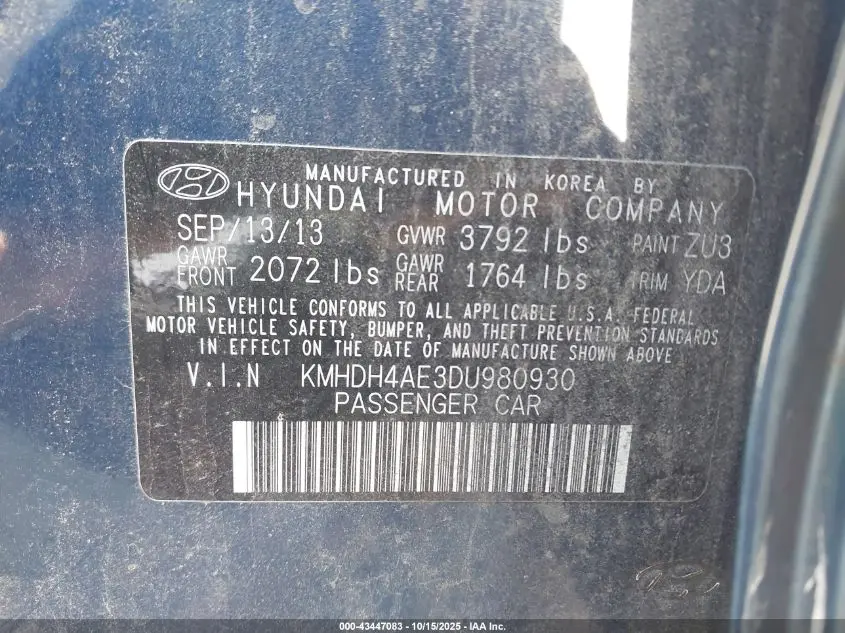 MANUFACTURED IN KOREA BY
HYUNDAI MOTOR COMPANY
SEP/13/13 GVWR 3792 lbs PAINT ZU3
GAWR FRONT 2072 lbs GAWR REAR 1764 lbs TRIM YDA
THIS VEHICLE CONFORMS TO ALL APPLICABLE U.S.A. FEDERAL
MOTOR VEHICLE SAFETY, BUMPER, AND THEFT PREVENTION STANDARDS
IN EFFECT ON THE DATE OF MANUFACTURE SHOWN ABOVE
V.I.N KMHDH4AE3DU980930
PASSENGER CAR
000-43447083 - 10/15/2025 - IAA Inc.